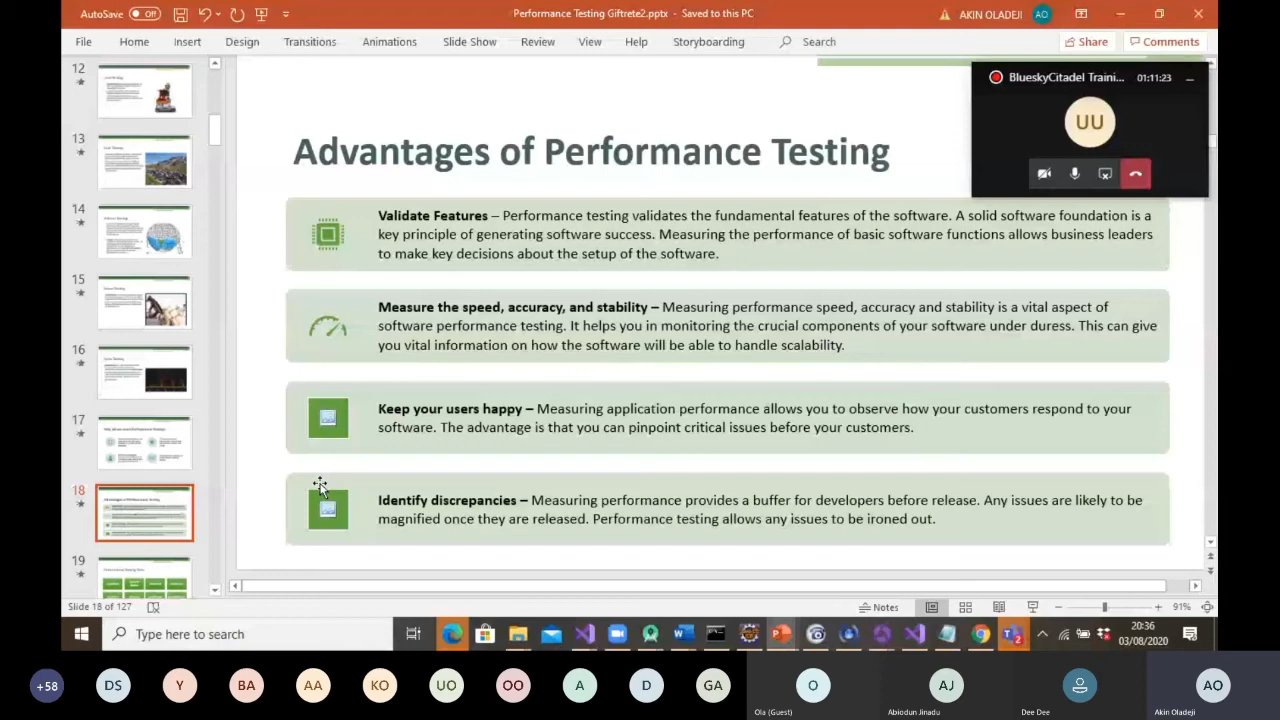 AutoSave Off
Performance Testing Giftrete2.pptx - Saved to this PC
AKIN OLADEJI AO
File Home Insert Design Transitions Animations Slide Show Review View Help Storyboarding Search
Share Comments
12
13
14
15
16
17
18
19
BlueskyCitadel Traini... 01:11:23
UU
Advantages of Performance Testing
Validate Features – Performance testing validates the fundamental features of the software. A solid software foundation is a
key principle of generating software success. Measuring the performance of basic software functions allows business leaders
to make key decisions about the setup of the software.
Measure the speed, accuracy, and stability – Measuring performance speed, accuracy and stability is a vital aspect of
software performance testing. It helps you in monitoring the crucial components of your software under duress. This can give
you vital information on how the software will be able to handle scalability.
Keep your users happy – Measuring application performance allows you to observe how your customers respond to your
software. The advantage is that you can pinpoint critical issues before your customers.
Identify discrepancies – Measuring performance provides a buffer for developers before release. Any issues are likely to be
magnified once they are released. Performance testing allows any issues to be ironed out.
Slide 18 of 127
Notes
91%
Type here to search
20:36
03/08/2020
+58 DS Y BA AA KO UO OO A D GA O AJ AO
Ola (Guest) Abiodun Jinadu Dee Dee Akin Oladeji